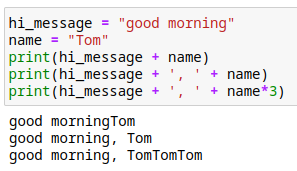 hi_message = "good morning"
name = "Tom"
print(hi_message + name)
print(hi_message + ', ' + name)
print(hi_message + ', ' + name*3)
good morningTom
good morning, Tom
good morning, TomTomTom